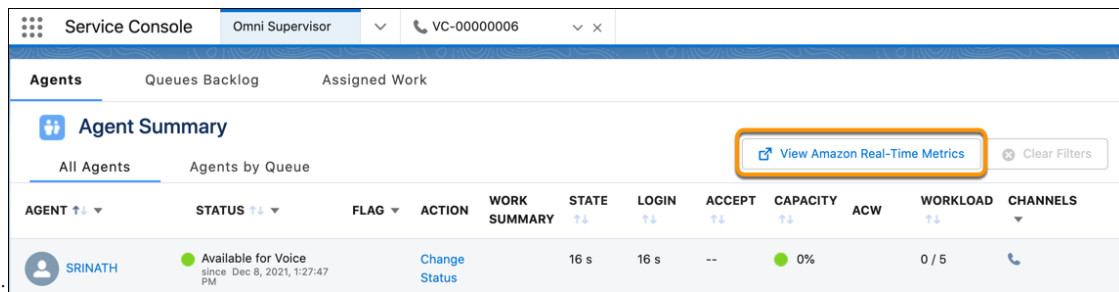 Service Console Omni Supervisor VC-00000006
Agents Queues Backlog Assigned Work
Agent Summary
View Amazon Real-Time Metrics Clear Filters
All Agents Agents by Queue
AGENT STATUS FLAG ACTION WORK SUMMARY STATE LOGIN ACCEPT CAPACITY ACW WORKLOAD CHANNELS
SRINATH Available for Voice Change Status 16 s 16 s -- 0% 0 / 5
since Dec 8, 2021, 1:27:47
PM
.